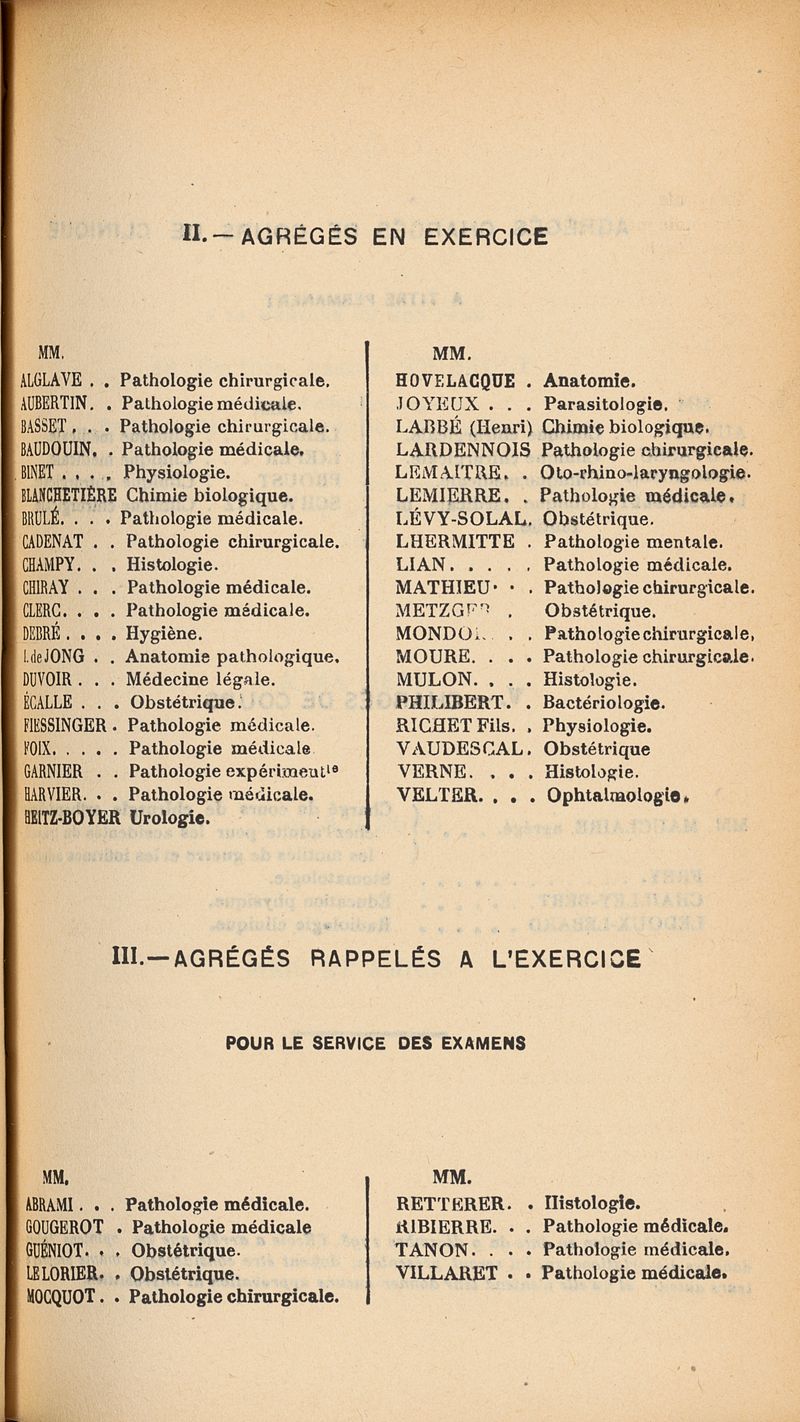 II. — AGRÉGÉS EN EXERCICE
MM.
ALGLAVE . . Pathologie chirurgicale.
AUBERTIN. . Pathologie médicale.
BASSET . . . Pathologie chirurgicale.
BAUDOUIN. . Pathologie médicale.
BINET . . . . Physiologie.
BLANCHETIÈRE Chimie biologique.
BRULÉ. . . . Pathologie médicale.
CADENAT . . Pathologie chirurgicale.
CHAMPY. . . Histologie.
CHIRAY . . . Pathologie médicale.
CLERC. . . . Pathologie médicale.
DEBRÉ . . . . Hygiène.
I. de JONG . . Anatomie pathologique.
DUVOIR . . . Médecine légale.
ÉCALLE . . . Obstétrique.
FIESSINGER . Pathologie médicale.
FOIX. . . . . Pathologie médicale
GARNIER . . Pathologie expérimentle
HARVIER. . . Pathologie médicale.
HEITZ-BOYER Urologie.
MM.
HOVELACQUE . Anatomie.
JOYEUX . . . Parasitologie.
LABBÉ (Henri) Chimie biologique.
LARDENNOIS Pathologie chirurgicale.
LEMAITRE. . Oto-rhino-laryngologie.
LEMIERRE. . Pathologie médicale.
LÉVY-SOLAL. Obstétrique.
LHERMITTE . Pathologie mentale.
LIAN. . . . . Pathologie médicale.
MATHIEU . . . Pathologie chirurgicale.
METZGER . Obstétrique.
MONDOR . . Pathologie chirurgicale,
MOURE. . . . Pathologie chirurgicale.
MULON. . . . Histologie.
PHILIBERT. . Bactériologie.
RICHET Fils. . Physiologie.
VAUDESCAL. Obstétrique
VERNE. . . . Histologie.
VELTER. . . . Ophtalmologie.
III. — AGRÉGÉS RAPPELÉS A L'EXERCICE
POUR LE SERVICE DES EXAMENS
MM.
ABRAMI . . . Pathologie médicale.
GOUGEROT . Pathologie médicale
GUÉNIOT. . . Obstétrique.
LE LORIER. . Obstétrique.
MOCQUOT. . Pathologie chirurgicale.
MM.
RETTERER. . Histologie.
RIBIERRE. . . Pathologie médicale.
TANON. . . . Pathologie médicale.
VILLARET . . Pathologie médicale.